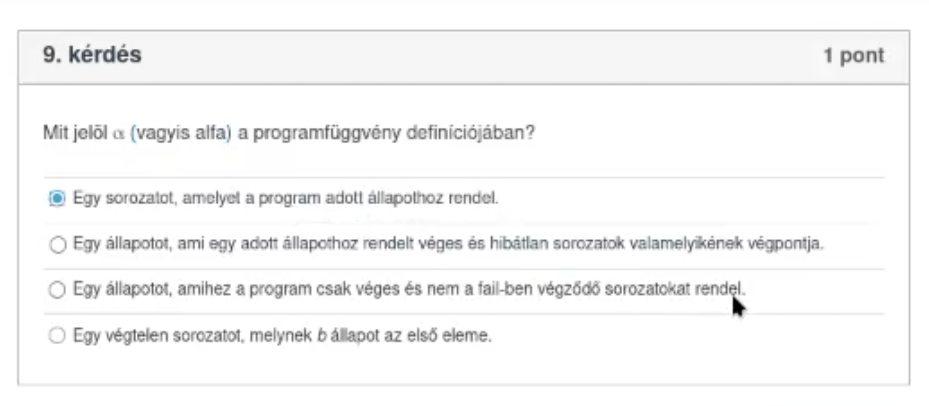 9. kérdés
1 pont
Mit jelöl α (vagyis alfa) a programfüggvény definíciójában?
Egy sorozatot, amelyet a program adott állapothoz rendel.
Egy állapotot, ami egy adott állapothoz rendelt véges és hibátlan sorozatok valamelyikének végpontja.
Egy állapotot, amihez a program csak véges és nem a fail-ben végződő sorozatokat rendel.
Egy végtelen sorozatot, melynek b állapot az első eleme.